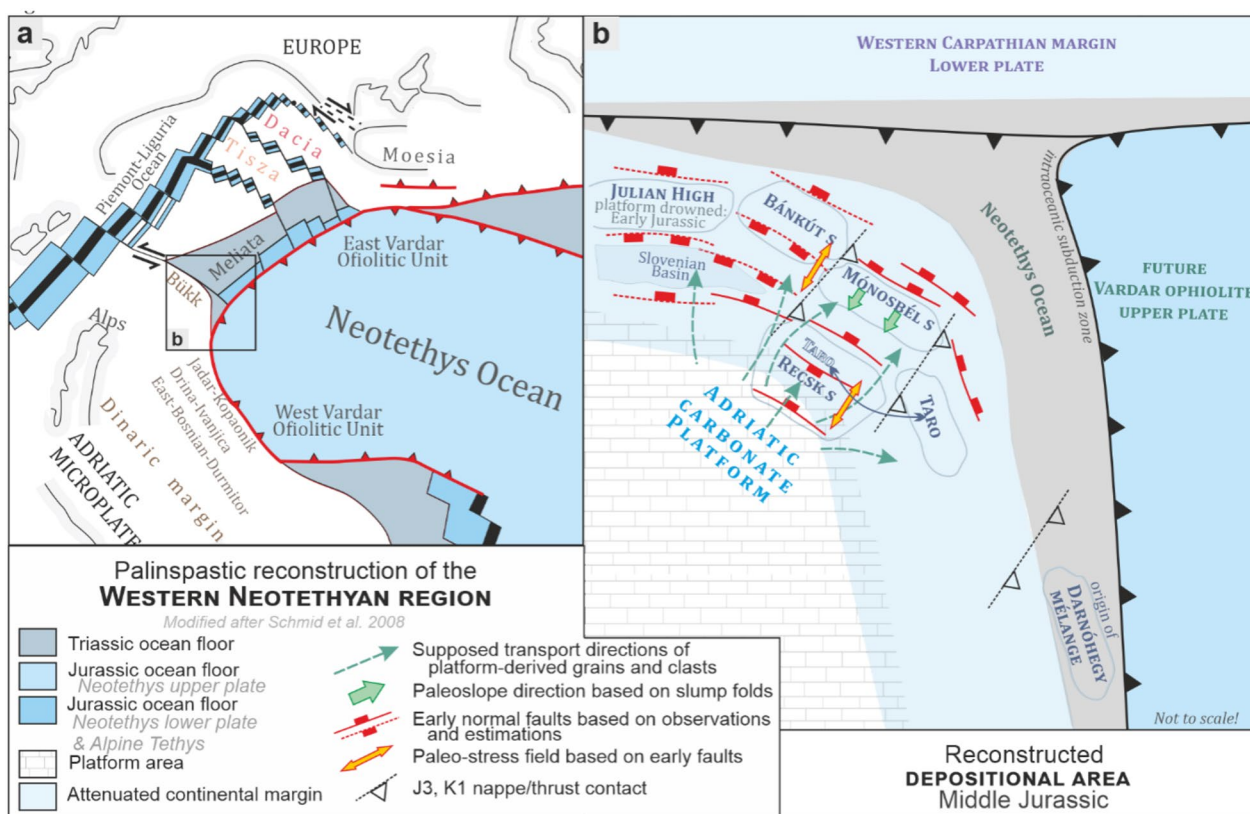 a
EUROPE
Piemont-Liguria
Ocean
Dacia
Tisza
Moesia
Meliata
East Vardar
Ofiolitic Unit
Bükk
b
Alps
Neotethys Ocean
Jadar-Kopaonik
Drina-Ivanjica
East-Bosnian-Durmitor
West Vardar
Ofiolitic Unit
Dinaric margin
ADRIATIC
MICROPLATE
Palinspastic reconstruction of the
WESTERN NEOTETHYAN REGION
Modified after Schmid et al. 2008
Triassic ocean floor
Jurassic ocean floor
Neotethys upper plate
Jurassic ocean floor
Neotethys lower plate
& Alpine Tethys
Platform area
Attenuated continental margin
Supposed transport directions of
platform-derived grains and clasts
Paleoslope direction based on slump folds
Early normal faults based on observations
and estimations
Paleo-stress field based on early faults
J3, K1 nappe/thrust contact
b
WESTERN CARPATHIAN MARGIN
LOWER PLATE
JULIAN HIGH
platform drowned:
Early Jurassic
BÁNKÚT S
Slovenian
Basin
MÓNOSBÉL S
TARO
RECSK S
TARO
ADRIATIC
CARBONATE
PLATFORM
Neotethys Ocean
intraoceanic subduction zone
FUTURE
VARDAR OPHIOLITE
UPPER PLATE
origin of
DARNÓHEGY
MÉLANGE
Not to scale!
Reconstructed
DEPOSITIONAL AREA
Middle Jurassic